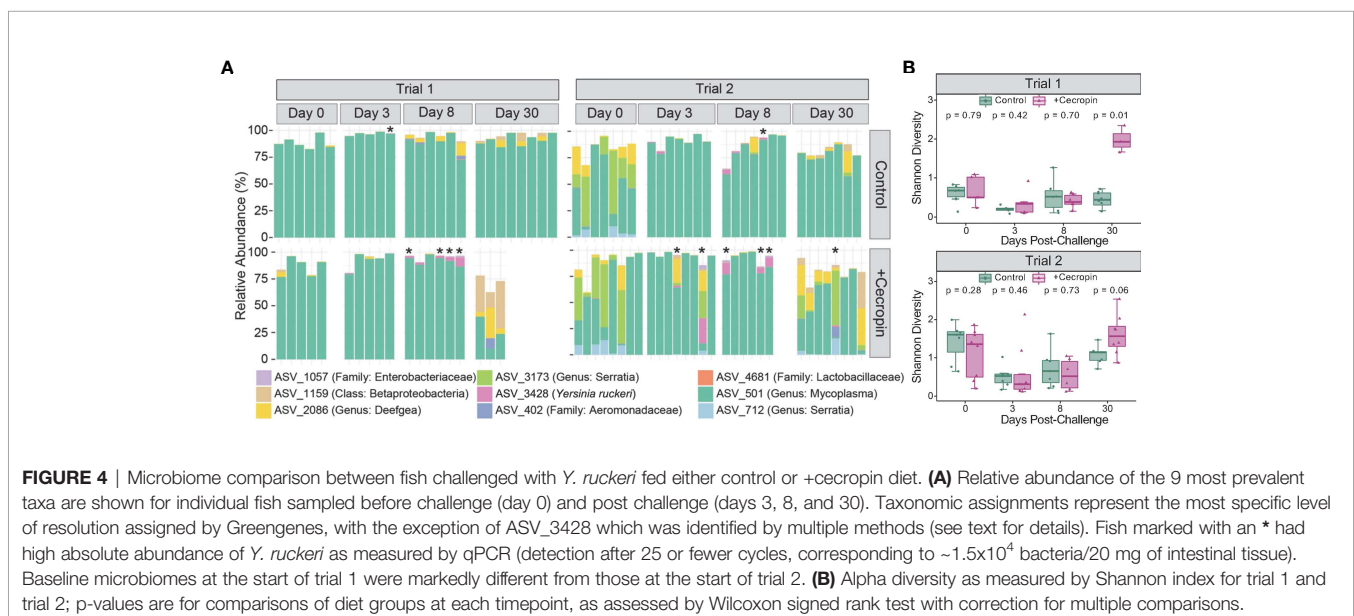 A
Trial 1
Trial 2
Day 0
Day 3
Day 8
Day 30
Day 0
Day 3
Day 8
Day 30
Relative Abundance (%)
100
75
50
25
0
*
*
Control
100
75
50
25
0
* * * *
* * * * * *
+Cecropin
ASV_1057 (Family: Enterobacteriaceae)
ASV_3173 (Genus: Serratia)
ASV_4681 (Family: Lactobacillaceae)
ASV_1159 (Class: Betaproteobacteria)
ASV_3428 (Yersinia ruckeri)
ASV_501 (Genus: Mycoplasma)
ASV_2086 (Genus: Deefgea)
ASV_402 (Family: Aeromonadaceae)
ASV_712 (Genus: Serratia)
B
Trial 1
Control +Cecropin
p = 0.79 p = 0.42 p = 0.70 p = 0.01
Shannon Diversity
3
2
1
0
0 3 8 30
Days Post-Challenge
Trial 2
Control +Cecropin
p = 0.28 p = 0.46 p = 0.73 p = 0.06
Shannon Diversity
3
2
1
0
0 3 8 30
Days Post-Challenge
FIGURE 4 | Microbiome comparison between fish challenged with Y. ruckeri fed either control or +cecropin diet. (A) Relative abundance of the 9 most prevalent
taxa are shown for individual fish sampled before challenge (day 0) and post challenge (days 3, 8, and 30). Taxonomic assignments represent the most specific level
of resolution assigned by Greengenes, with the exception of ASV_3428 which was identified by multiple methods (see text for details). Fish marked with an * had
high absolute abundance of Y. ruckeri as measured by qPCR (detection after 25 or fewer cycles, corresponding to ~1.5x10⁴ bacteria/20 mg of intestinal tissue).
Baseline microbiomes at the start of trial 1 were markedly different from those at the start of trial 2. (B) Alpha diversity as measured by Shannon index for trial 1 and
trial 2; p-values are for comparisons of diet groups at each timepoint, as assessed by Wilcoxon signed rank test with correction for multiple comparisons.